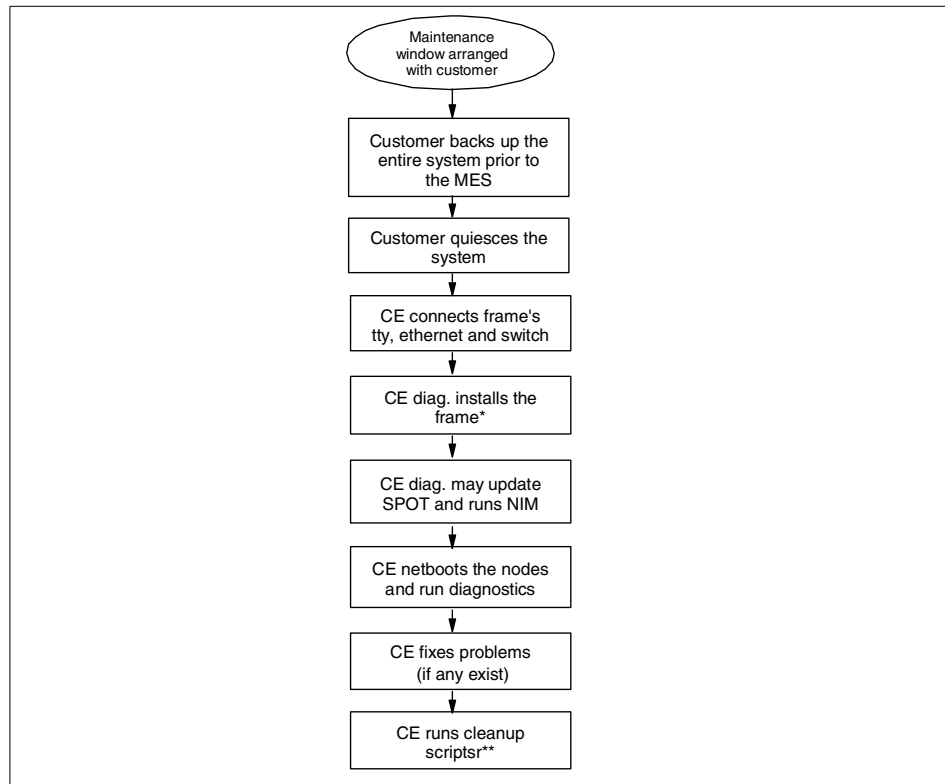 Maintenance
window arranged
with customer
Customer backs up the
entire system prior to
the MES
Customer quiesces the
system
CE connects frame's
tty, ethernet and switch
CE diag. installs the
frame*
CE diag. may update
SPOT and runs NIM
CE netboots the nodes
and run diagnostics
CE fixes problems
(if any exist)
CE runs cleanup
scriptsr**